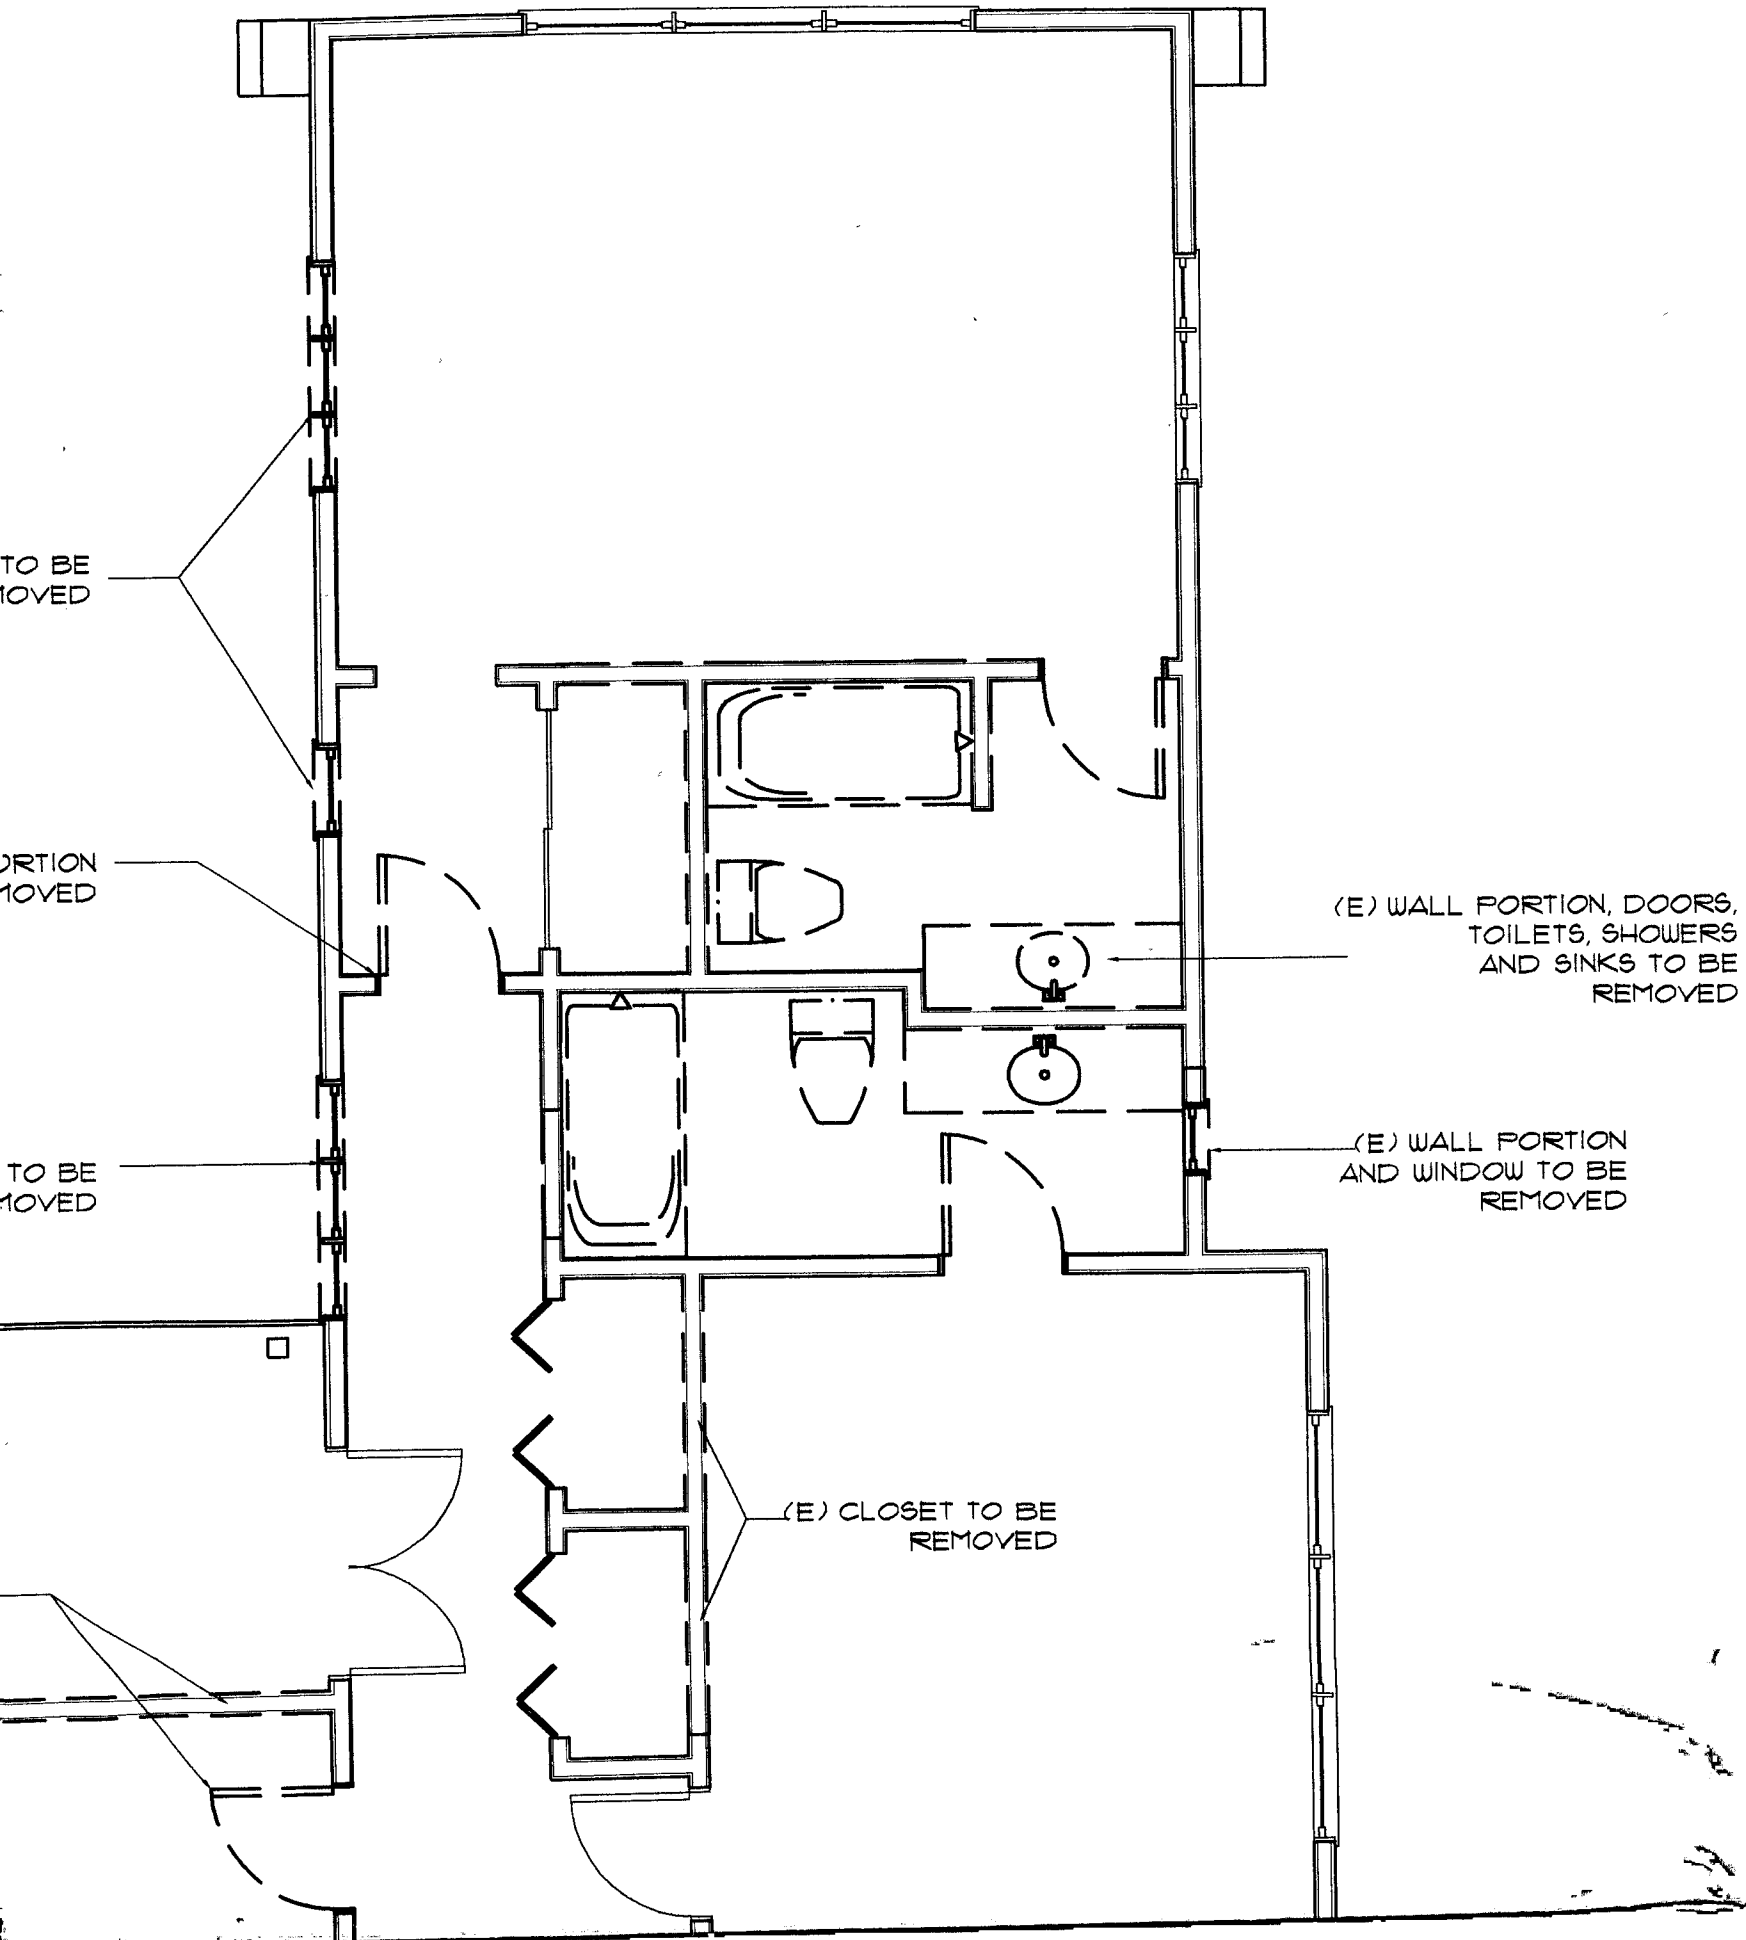 TO BE
MOVED
ORTION
MOVED
(E) WALL PORTION, DOORS,
TOILETS, SHOWERS
AND SINKS TO BE
REMOVED
TO BE
MOVED
(E) WALL PORTION
AND WINDOW TO BE
REMOVED
(E) CLOSET TO BE
REMOVED